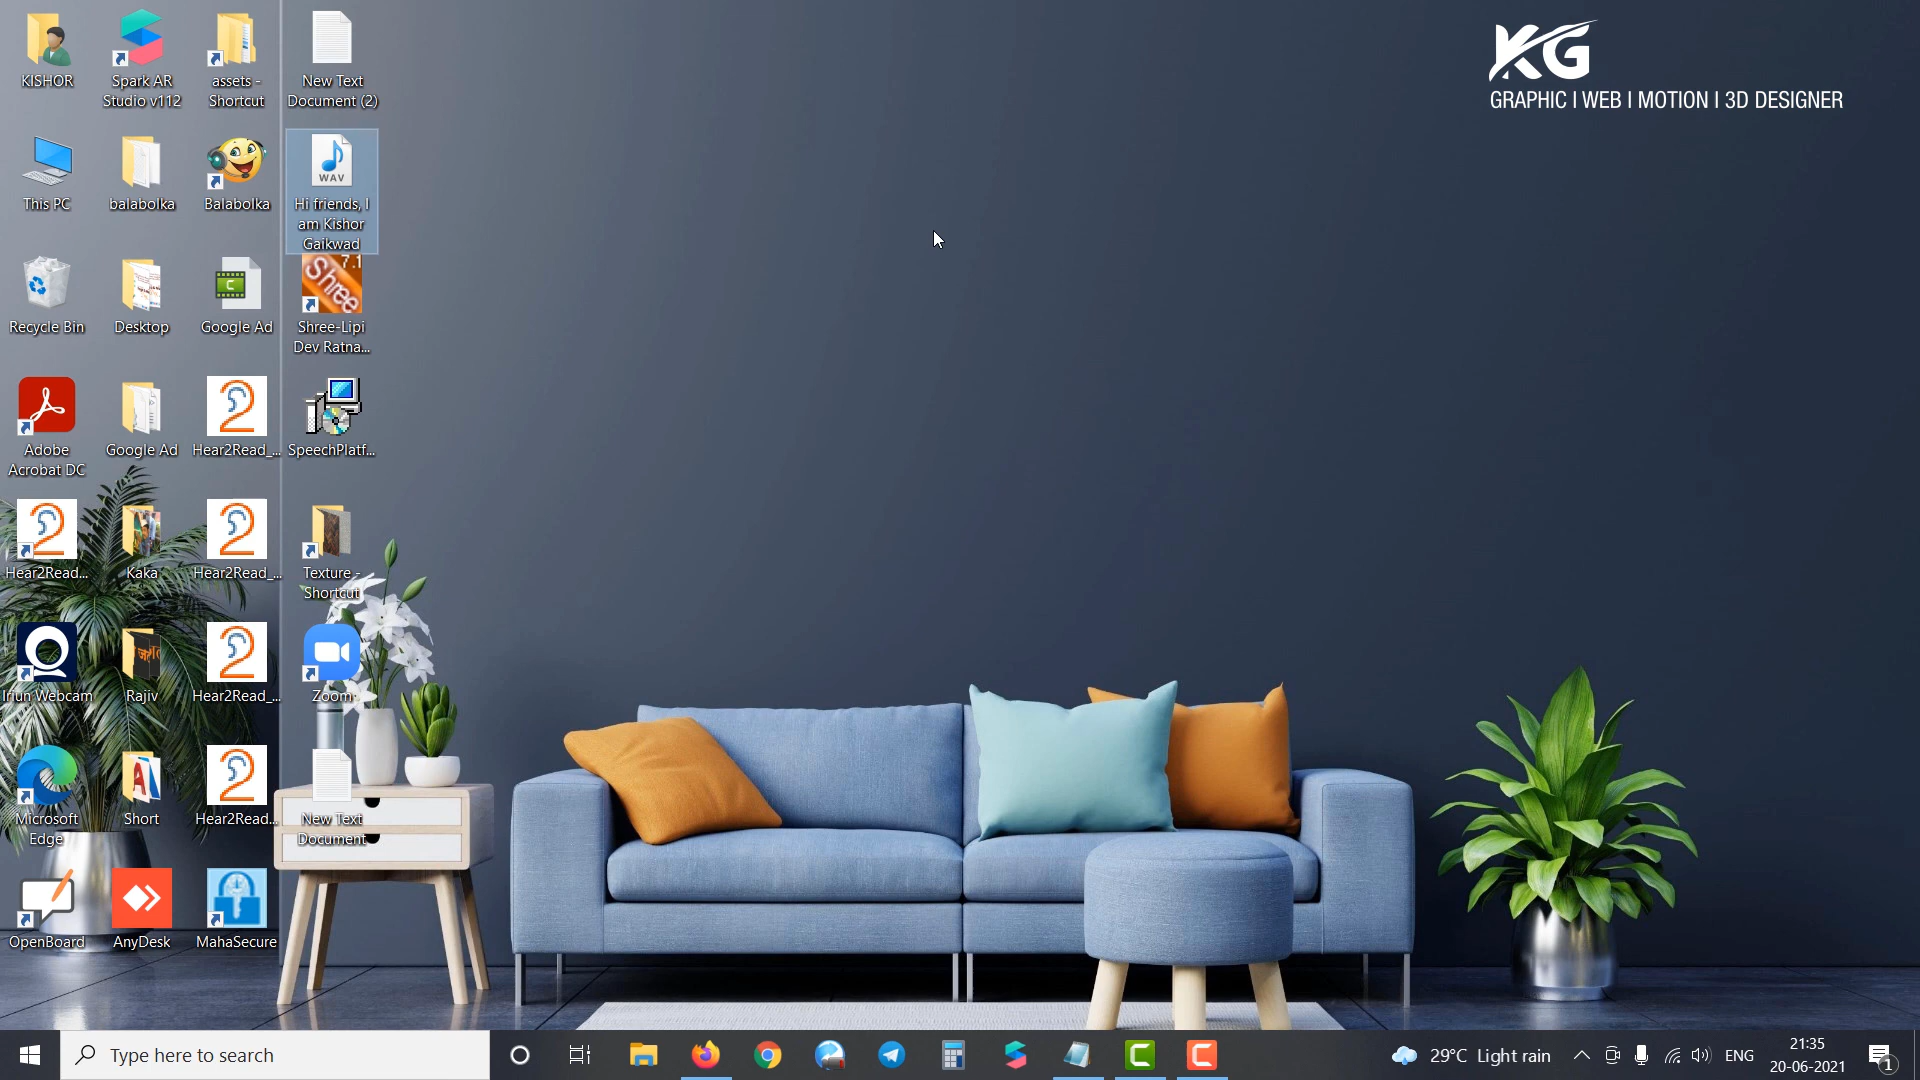 KISHOR
Spark AR
Studio v112
assets -
Shortcut
New Text
Document (2)
KG
GRAPHIC I WEB I MOTION I 3D DESIGNER
This PC
balabolka
Balabolka
WAV
Hi friends, I
am Kishor
Gaikwad
Recycle Bin
Desktop
C
Google Ad
7.1
Shree
Shree-Lipi
Dev Ratna...
Adobe
Acrobat DC
Google Ad
Hear2Read_...
SpeechPlatf...
Hear2Read...
Kaka
Hear2Read_...
Texture -
Shortcut
Iriun Webcam
Rajiv
Hear2Read_...
Zoom
Microsoft
Edge
Short
Hear2Read...
New Text
Document
OpenBoard
AnyDesk
MahaSecure
Type here to search
29°C Light rain
ENG
21:35
20-06-2021
1